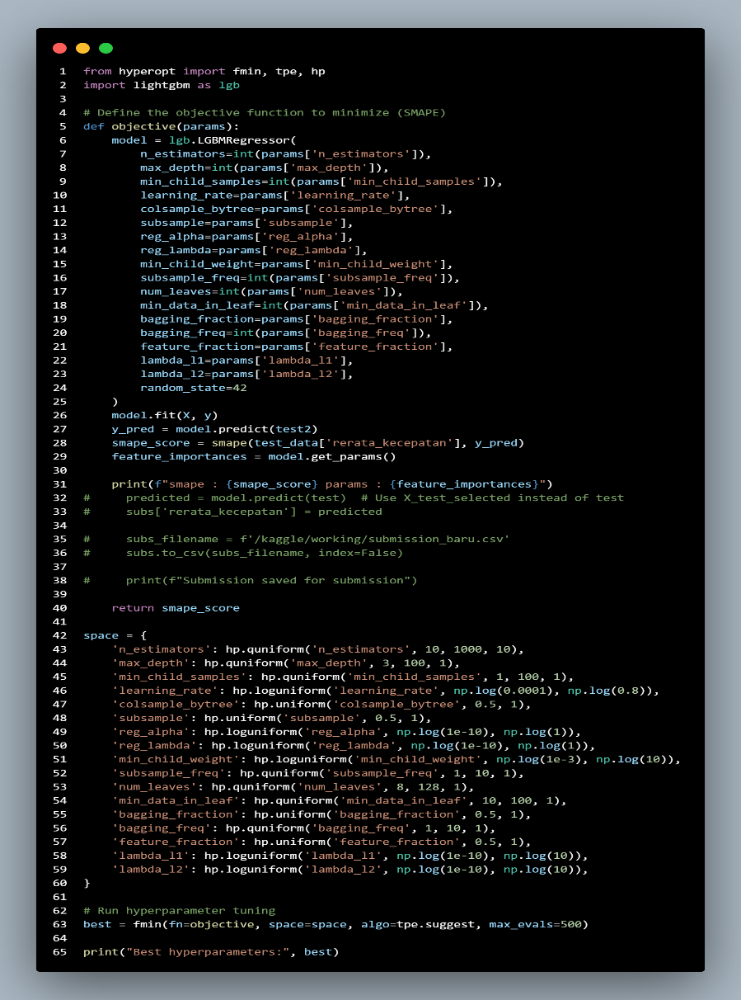 1 from hyperopt import fmin, tpe, hp
2 import lightgbm as lgb
3
4 # Define the objective function to minimize (SMAPE)
5 def objective(params):
6     model = lgb.LGBMRegressor(
7         n_estimators=int(params['n_estimators']),
8         max_depth=int(params['max_depth']),
9         min_child_samples=int(params['min_child_samples']),
10         learning_rate=params['learning_rate'],
11         colsample_bytree=params['colsample_bytree'],
12         subsample=params['subsample'],
13         reg_alpha=params['reg_alpha'],
14         reg_lambda=params['reg_lambda'],
15         min_child_weight=params['min_child_weight'],
16         subsample_freq=int(params['subsample_freq']),
17         num_leaves=int(params['num_leaves']),
18         min_data_in_leaf=int(params['min_data_in_leaf']),
19         bagging_fraction=params['bagging_fraction'],
20         bagging_freq=int(params['bagging_freq']),
21         feature_fraction=params['feature_fraction'],
22         lambda_l1=params['lambda_l1'],
23         lambda_l2=params['lambda_l2'],
24         random_state=42
25     )
26     model.fit(X, y)
27     y_pred = model.predict(test2)
28     smape_score = smape(test_data['rerata_kecepatan'], y_pred)
29     feature_importances = model.get_params()
30
31     print(f"smape : {smape_score} params : {feature_importances}")
32 #     predicted = model.predict(test)  # Use X_test_selected instead of test
33 #     subs['rerata_kecepatan'] = predicted
34
35 #     subs_filename = f'/kaggle/working/submission_baru.csv'
36 #     subs.to_csv(subs_filename, index=False)
37
38 #     print(f"Submission saved for submission")
39
40     return smape_score
41
42 space = {
43     'n_estimators': hp.quniform('n_estimators', 10, 1000, 10),
44     'max_depth': hp.quniform('max_depth', 3, 100, 1),
45     'min_child_samples': hp.quniform('min_child_samples', 1, 100, 1),
46     'learning_rate': hp.loguniform('learning_rate', np.log(0.0001), np.log(0.8)),
47     'colsample_bytree': hp.uniform('colsample_bytree', 0.5, 1),
48     'subsample': hp.uniform('subsample', 0.5, 1),
49     'reg_alpha': hp.loguniform('reg_alpha', np.log(1e-10), np.log(1)),
50     'reg_lambda': hp.loguniform('reg_lambda', np.log(1e-10), np.log(1)),
51     'min_child_weight': hp.loguniform('min_child_weight', np.log(1e-3), np.log(10)),
52     'subsample_freq': hp.quniform('subsample_freq', 1, 10, 1),
53     'num_leaves': hp.quniform('num_leaves', 8, 128, 1),
54     'min_data_in_leaf': hp.quniform('min_data_in_leaf', 10, 100, 1),
55     'bagging_fraction': hp.uniform('bagging_fraction', 0.5, 1),
56     'bagging_freq': hp.quniform('bagging_freq', 1, 10, 1),
57     'feature_fraction': hp.uniform('feature_fraction', 0.5, 1),
58     'lambda_l1': hp.loguniform('lambda_l1', np.log(1e-10), np.log(10)),
59     'lambda_l2': hp.loguniform('lambda_l2', np.log(1e-10), np.log(10)),
60 }
61
62 # Run hyperparameter tuning
63 best = fmin(fn=objective, space=space, algo=tpe.suggest, max_evals=500)
64
65 print("Best hyperparameters:", best)